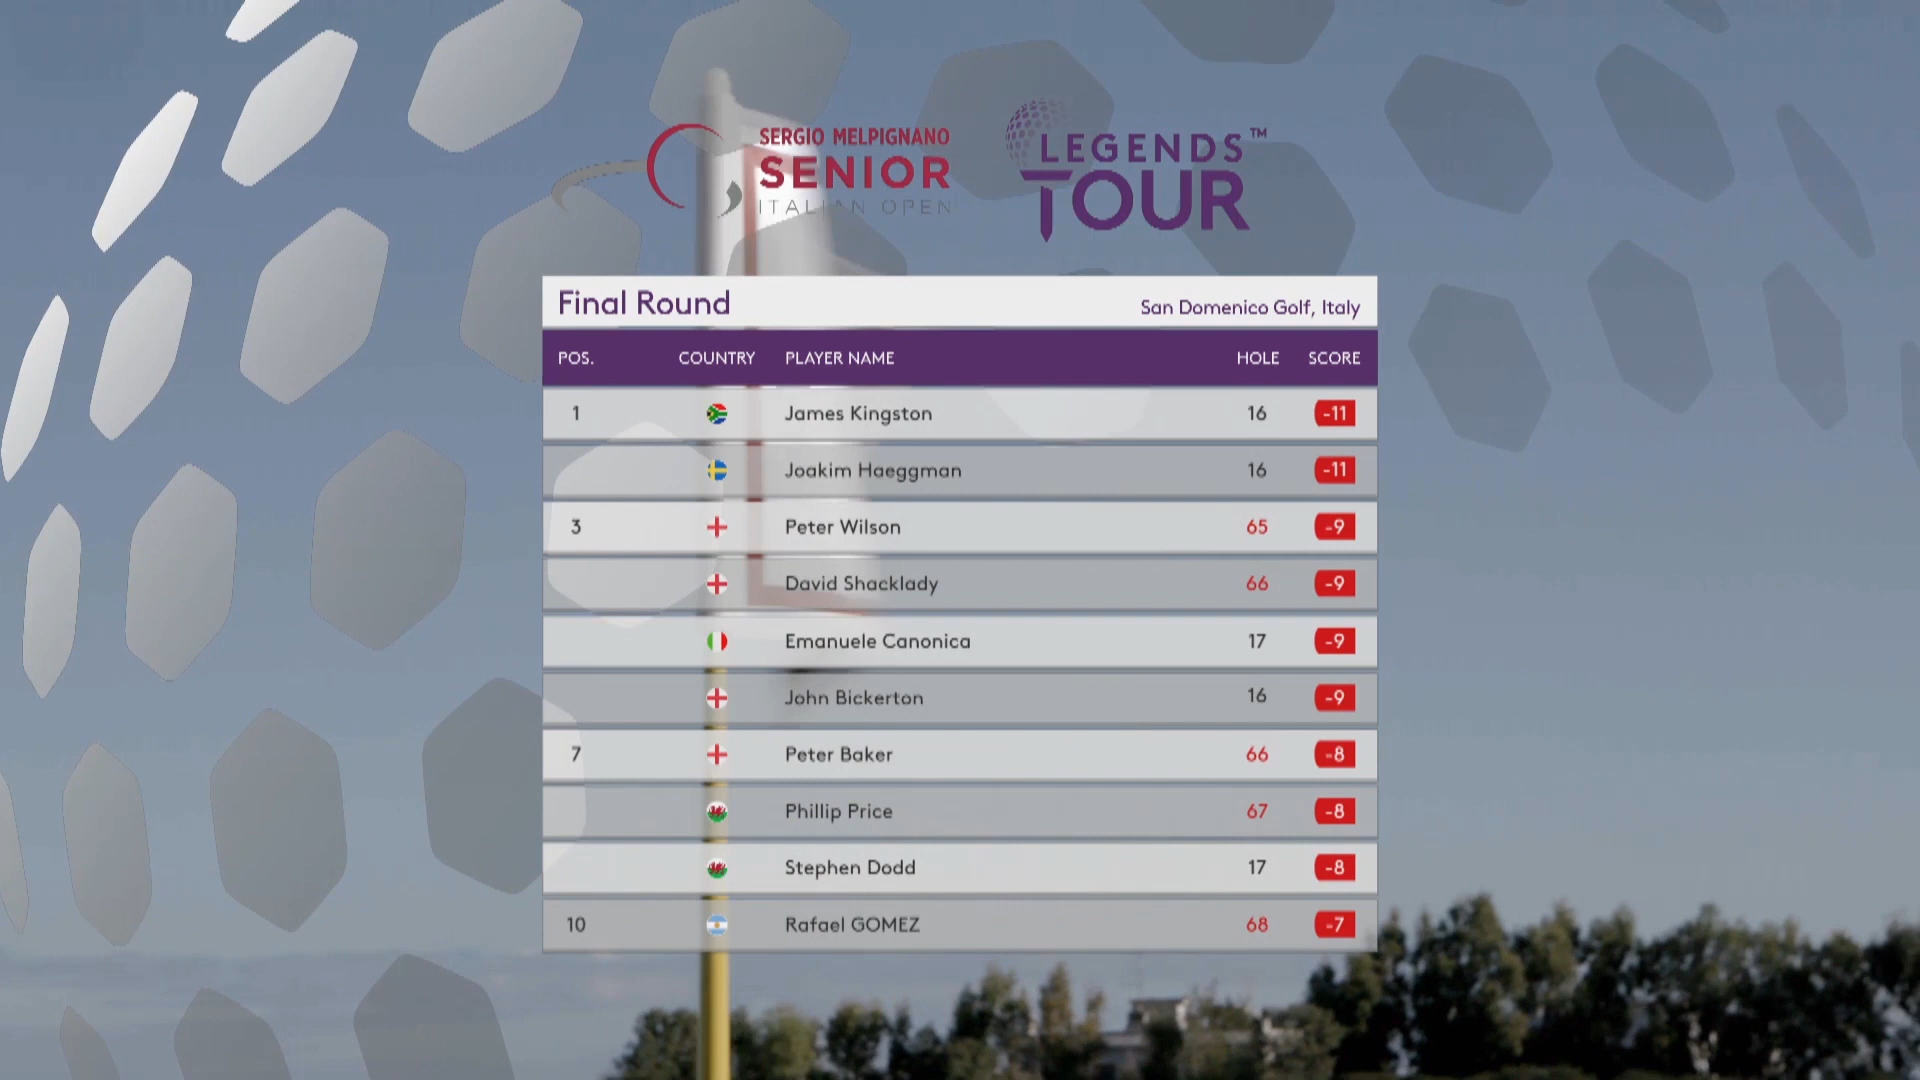 SERGIO MELPIGNANO
SENIOR
ITALIAN OPEN
LEGENDS™
TOUR
Final Round San Domenico Golf, Italy
POS. COUNTRY PLAYER NAME HOLE SCORE
1 James Kingston 16 -11
Joakim Haeggman 16 -11
3 Peter Wilson 65 -9
David Shacklady 66 -9
Emanuele Canonica 17 -9
John Bickerton 16 -9
7 Peter Baker 66 -8
Phillip Price 67 -8
Stephen Dodd 17 -8
10 Rafael GOMEZ 68 -7